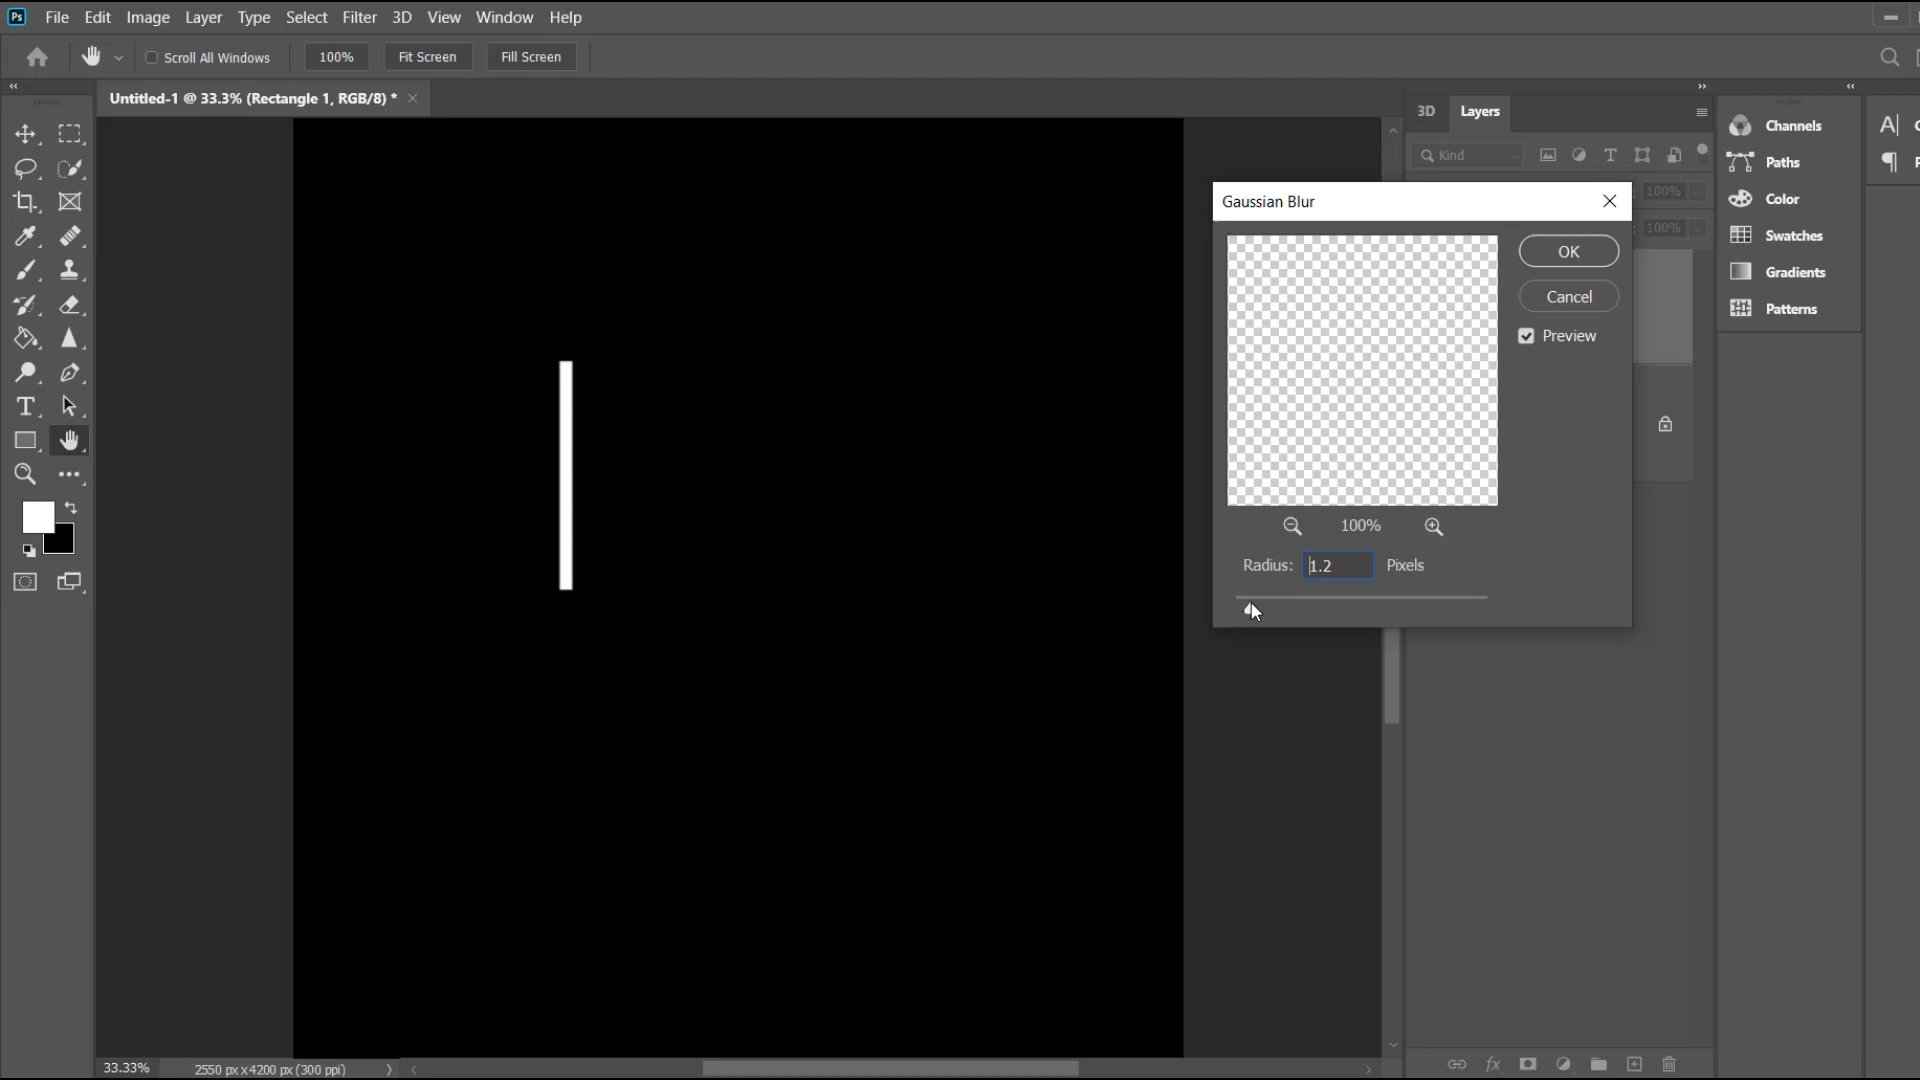 Ps File Edit Image Layer Type Select Filter 3D View Window Help
Scroll All Windows 100% Fit Screen Fill Screen
Untitled-1 @ 33.3% (Rectangle 1, RGB/8) *
3D Layers
Kind
100%
100%
Channels
Paths
Color
Swatches
Gradients
Patterns
Gaussian Blur
OK
Cancel
Preview
100%
Radius: 1.2 Pixels
33.33% 2550 px x 4200 px (300 ppi)